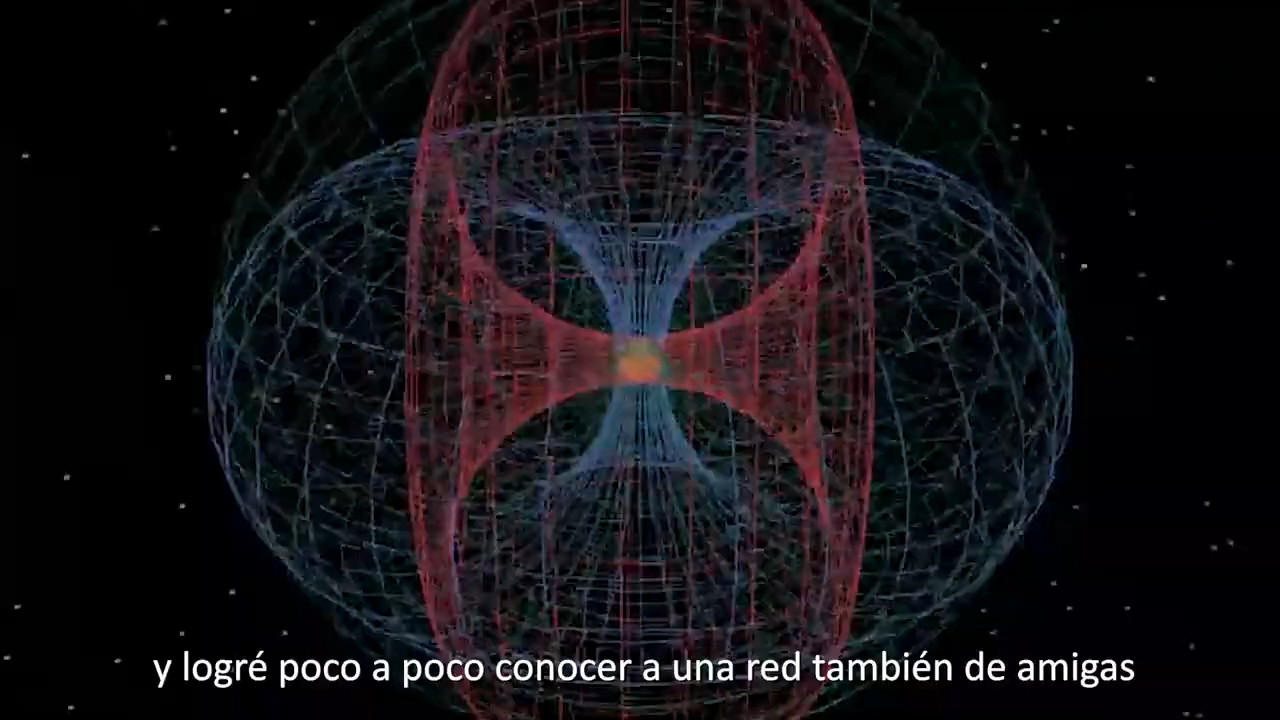 y logré poco a poco conocer a una red también de amigas